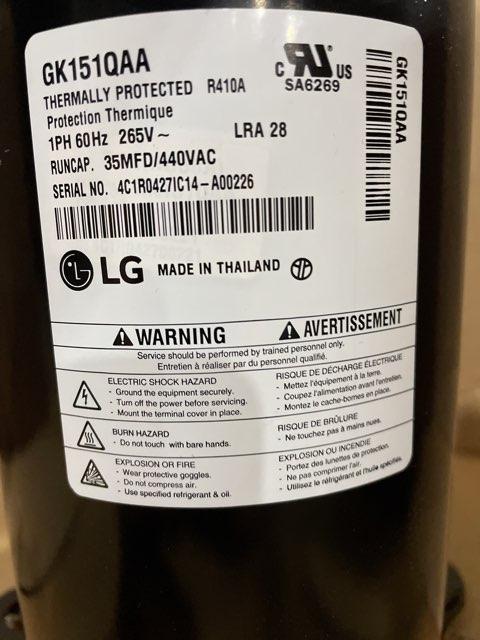 GK151QAA
THERMALLY PROTECTED R410A
Protection Thermique
1PH 60Hz 265V~ LRA 28
RUNCAP. 35MFD/440VAC
SERIAL NO. 4C1R0427IC14-A00226
c RU US
SA6269
GK151QAA
LG MADE IN THAILAND
WARNING AVERTISSEMENT
Service should be performed by trained personnel only.
Entretien à réaliser par du personnel qualifié.
ELECTRIC SHOCK HAZARD
- Ground the equipment securely.
- Turn off the power before servicing.
- Mount the terminal cover in place.
RISQUE DE DÉCHARGE ÉLECTRIQUE
- Mettez l'équipement à la terre.
- Coupez l'alimentation avant l'entretien.
- Montez le cache-bornes en place.
BURN HAZARD
- Do not touch with bare hands.
RISQUE DE BRÛLURE
- Ne touchez pas à mains nues.
EXPLOSION OR FIRE
- Wear protective goggles.
- Do not compress air.
- Use specified refrigerant & oil.
EXPLOSION OU INCENDIE
- Portez des lunettes de protection.
- Ne pas comprimer l'air.
- Utilisez le réfrigérant et l'huile spécifiés.